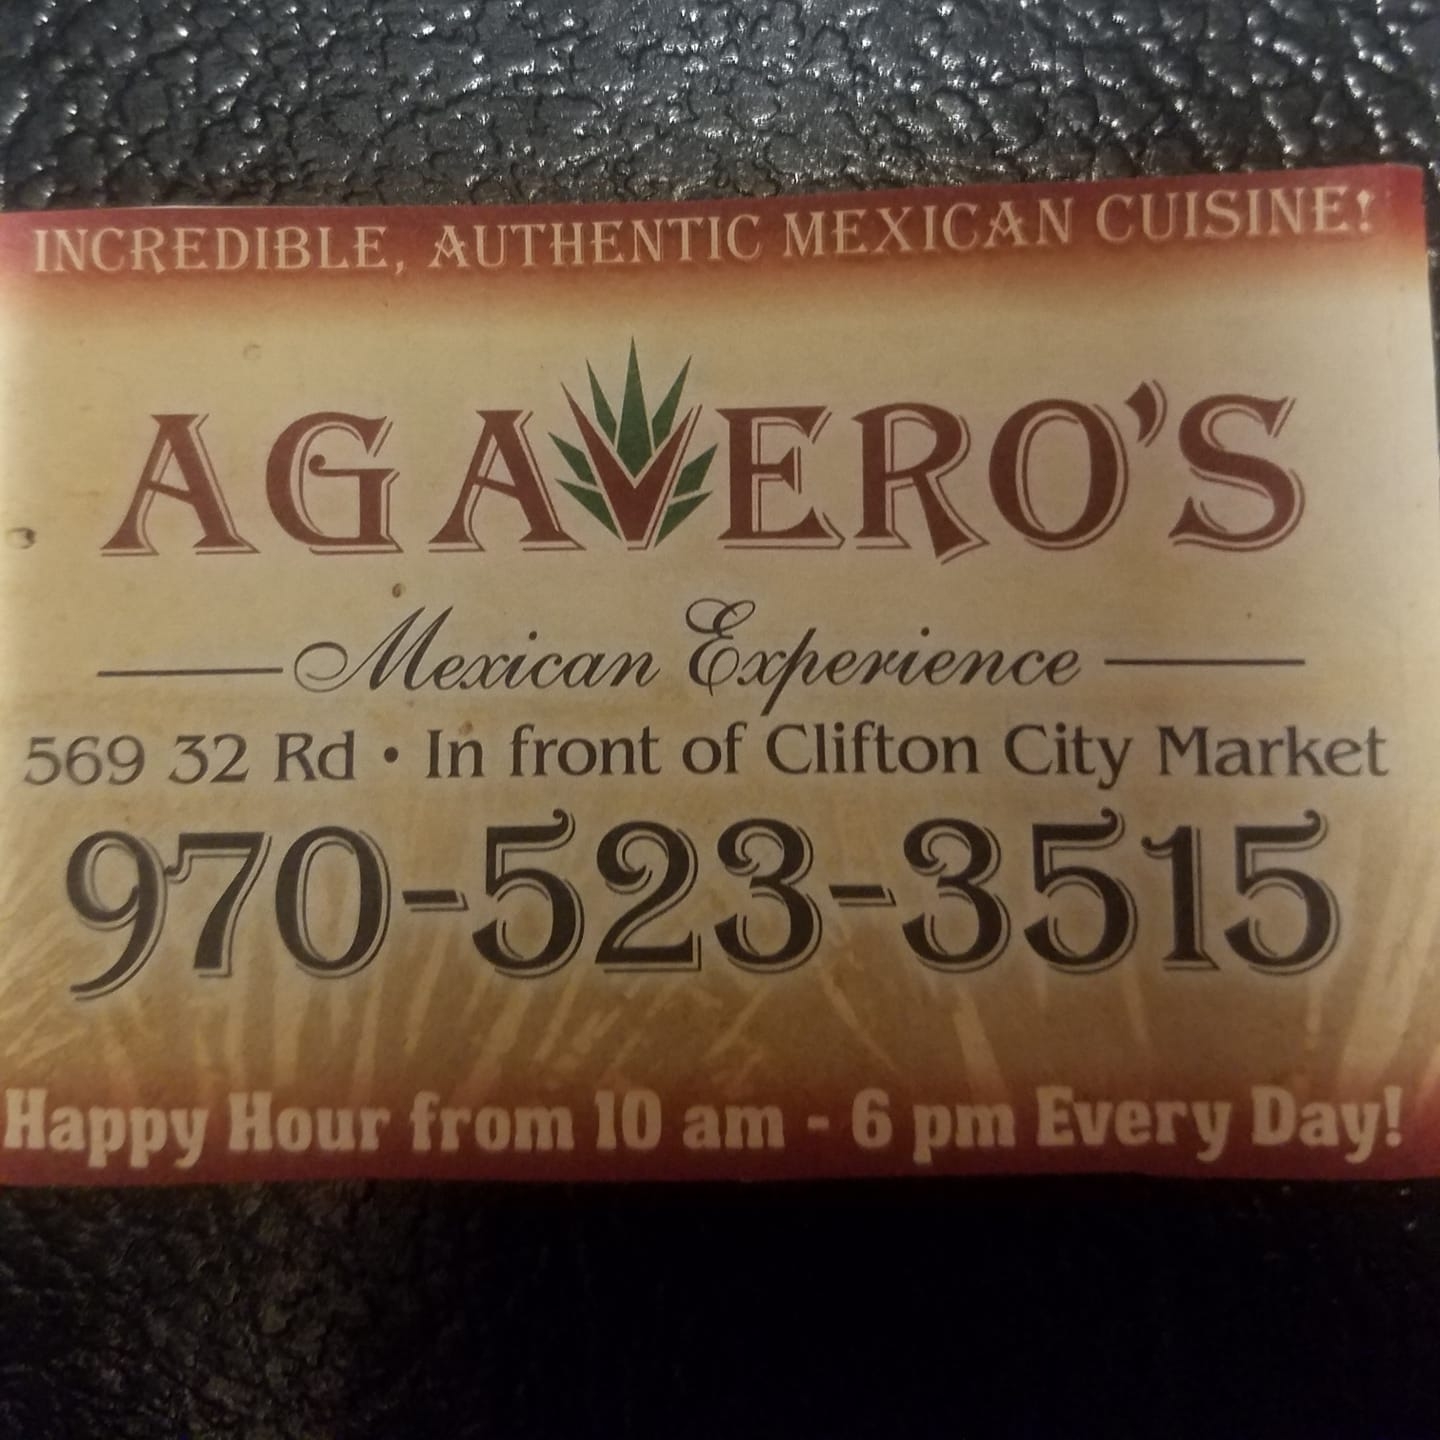 INCREDIBLE, AUTHENTIC MEXICAN CUISINE!
AGAVERO'S
Mexican Experience
569 32 Rd • In front of Clifton City Market
970-523-3515
Happy Hour from 10 am - 6 pm Every Day!